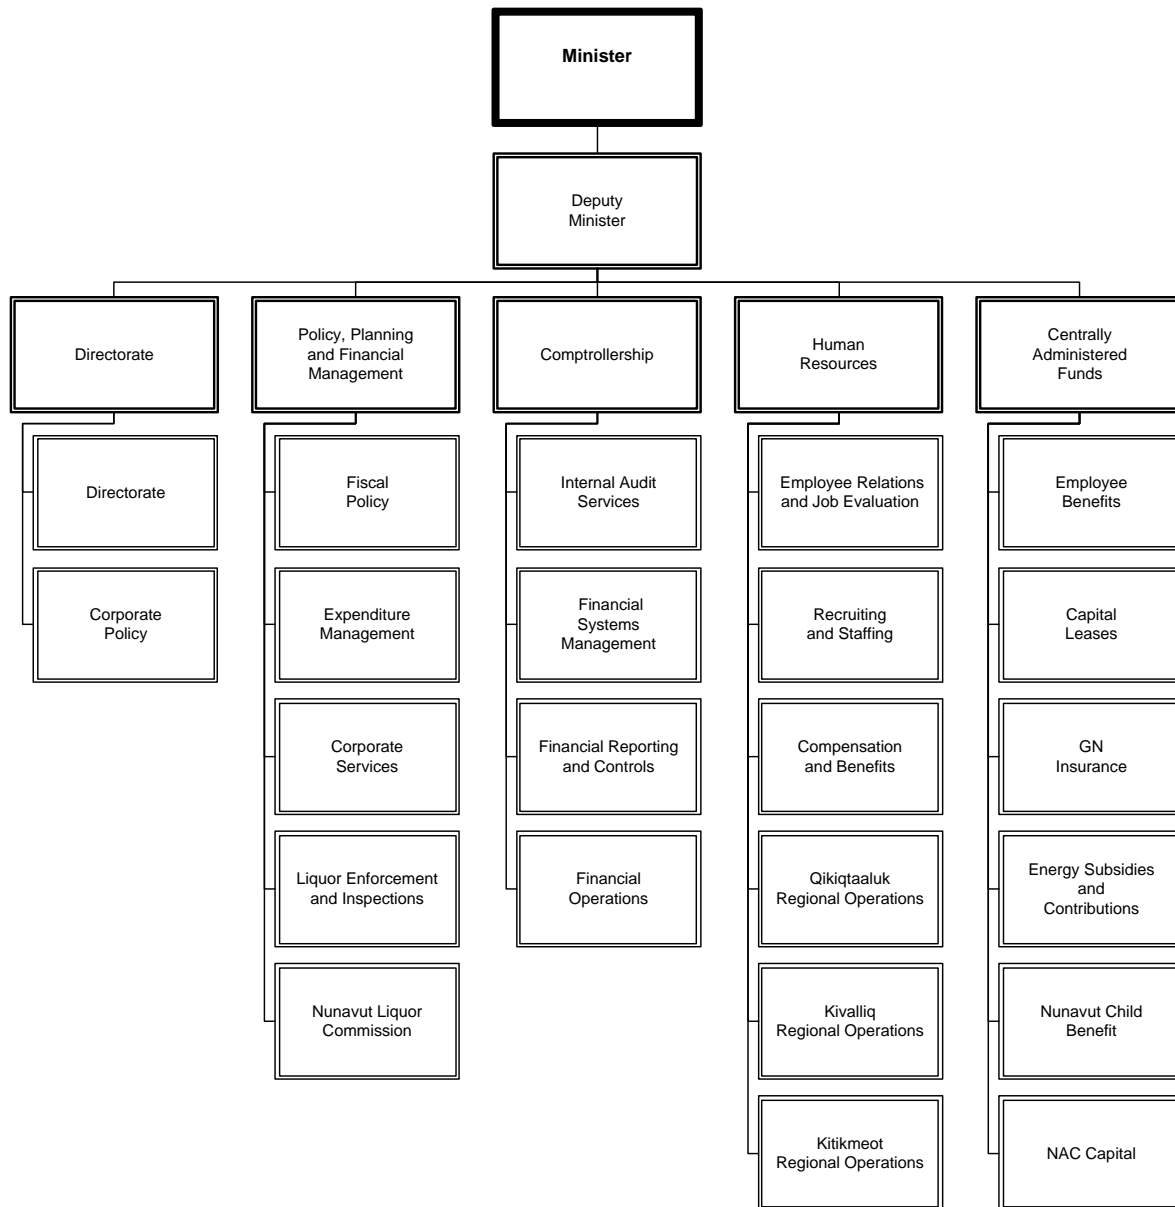 Minister
Deputy
Minister
Directorate
Policy, Planning
and Financial
Management
Comptrollership
Human
Resources
Centrally
Administered
Funds
Directorate
Corporate
Policy
Fiscal
Policy
Expenditure
Management
Corporate
Services
Liquor Enforcement
and Inspections
Nunavut Liquor
Commission
Internal Audit
Services
Financial
Systems
Management
Financial Reporting
and Controls
Financial
Operations
Employee Relations
and Job Evaluation
Recruiting
and Staffing
Compensation
and Benefits
Qikiqtaaluk
Regional Operations
Kivalliq
Regional Operations
Kitikmeot
Regional Operations
Employee
Benefits
Capital
Leases
GN
Insurance
Energy Subsidies
and
Contributions
Nunavut Child
Benefit
NAC Capital